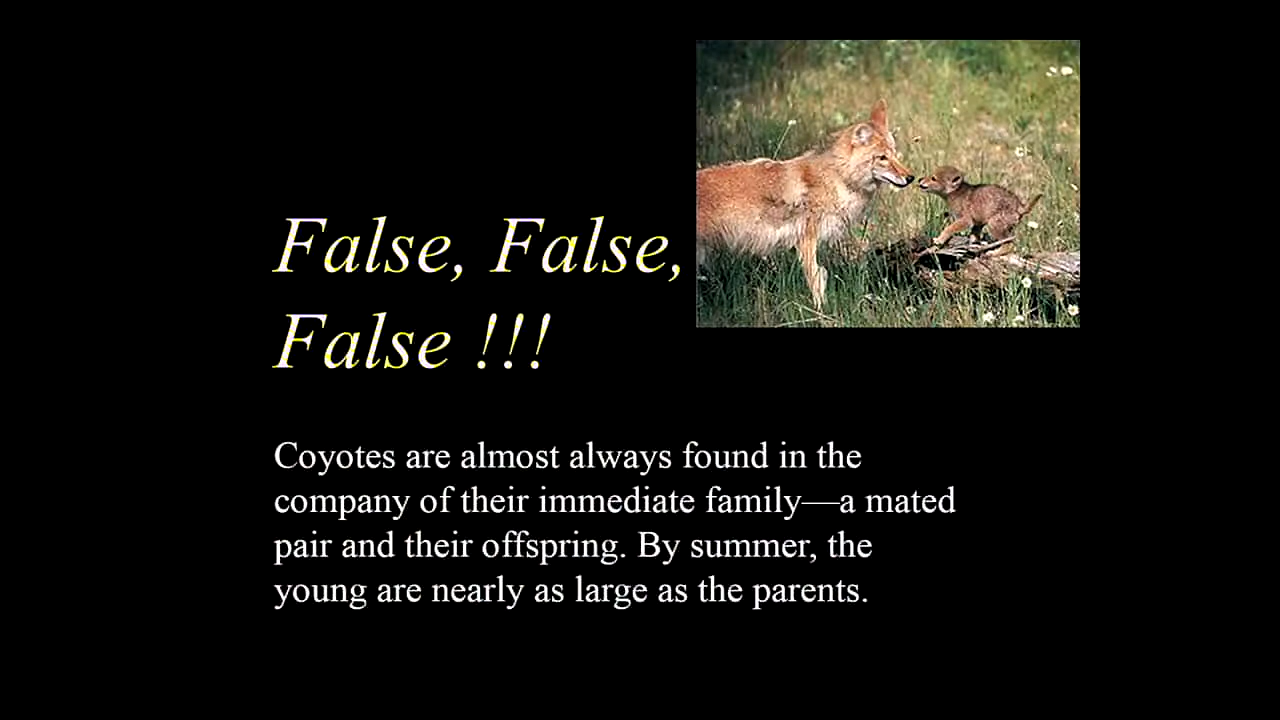 False, False,
False !!!
Coyotes are almost always found in the
company of their immediate family—a mated
pair and their offspring. By summer, the
young are nearly as large as the parents.